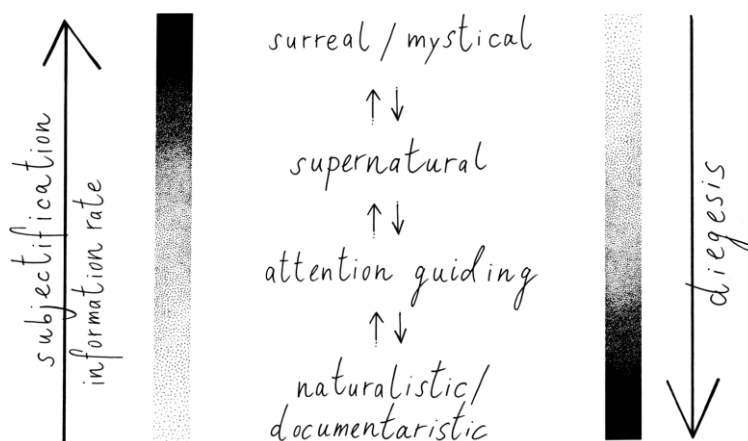 surreal / mystical
supernatural
attention guiding
naturalistic/
documentaristic
subjectification
information rate
diegesis